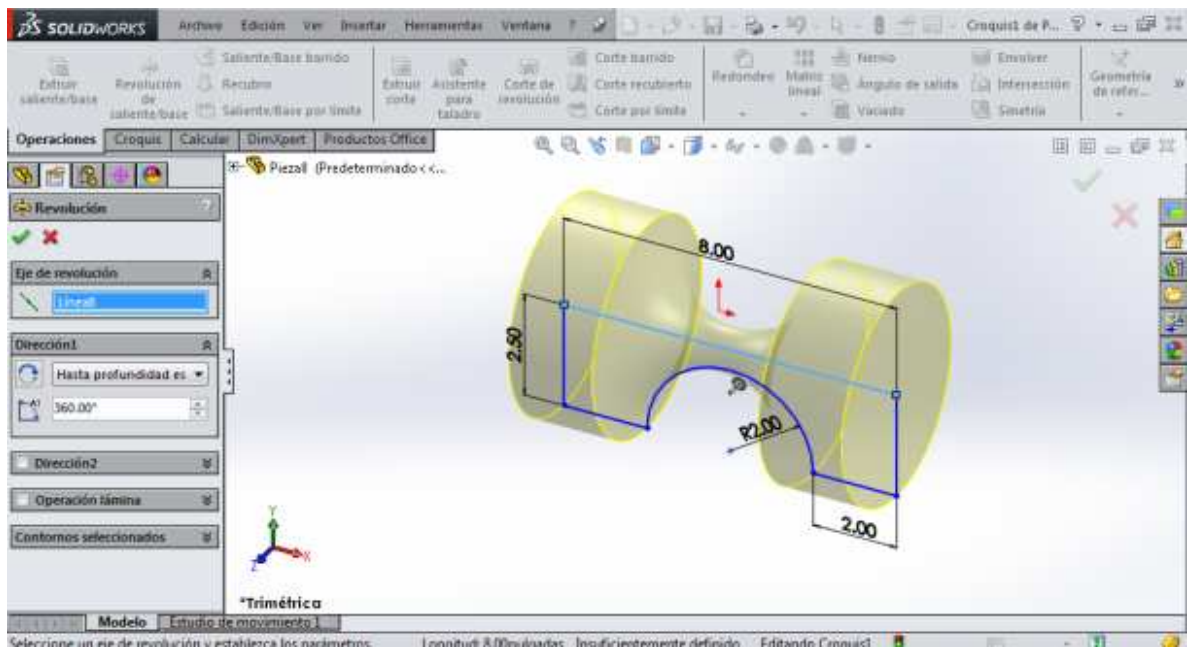 SOLIDWORKS Archivo Edición Ver Insertar Herramientas Ventana ? Croquis1 de P...
Extruir saliente/base
Revolución de saliente/base
Saliente/Base barrido
Recubrir
Saliente/Base por límite
Extruir corte
Asistente para taladro
Corte de revolución
Corte barrido
Corte recubierto
Corte por límite
Redondeo
Matriz lineal
Nervio
Ángulo de salida
Vaciado
Envolver
Intersección
Simetría
Geometría de refer...
Operaciones Croquis Calcular DimXpert Productos Office
(Predeterminado<<...
Revolución
Eje de revolución
Dirección1
Hasta profundidad es
360.00°
Dirección2
Operación lámina
Contornos seleccionados
8.00
2.50
R2.00
2.00
Y
X
Z
*Trimétrica
Modelo Estudio de movimiento 1
Seleccione un eje de revolución y establezca los parámetros. Longitud: 8.00pulgadas Insuficientemente definido Editando Croquis1